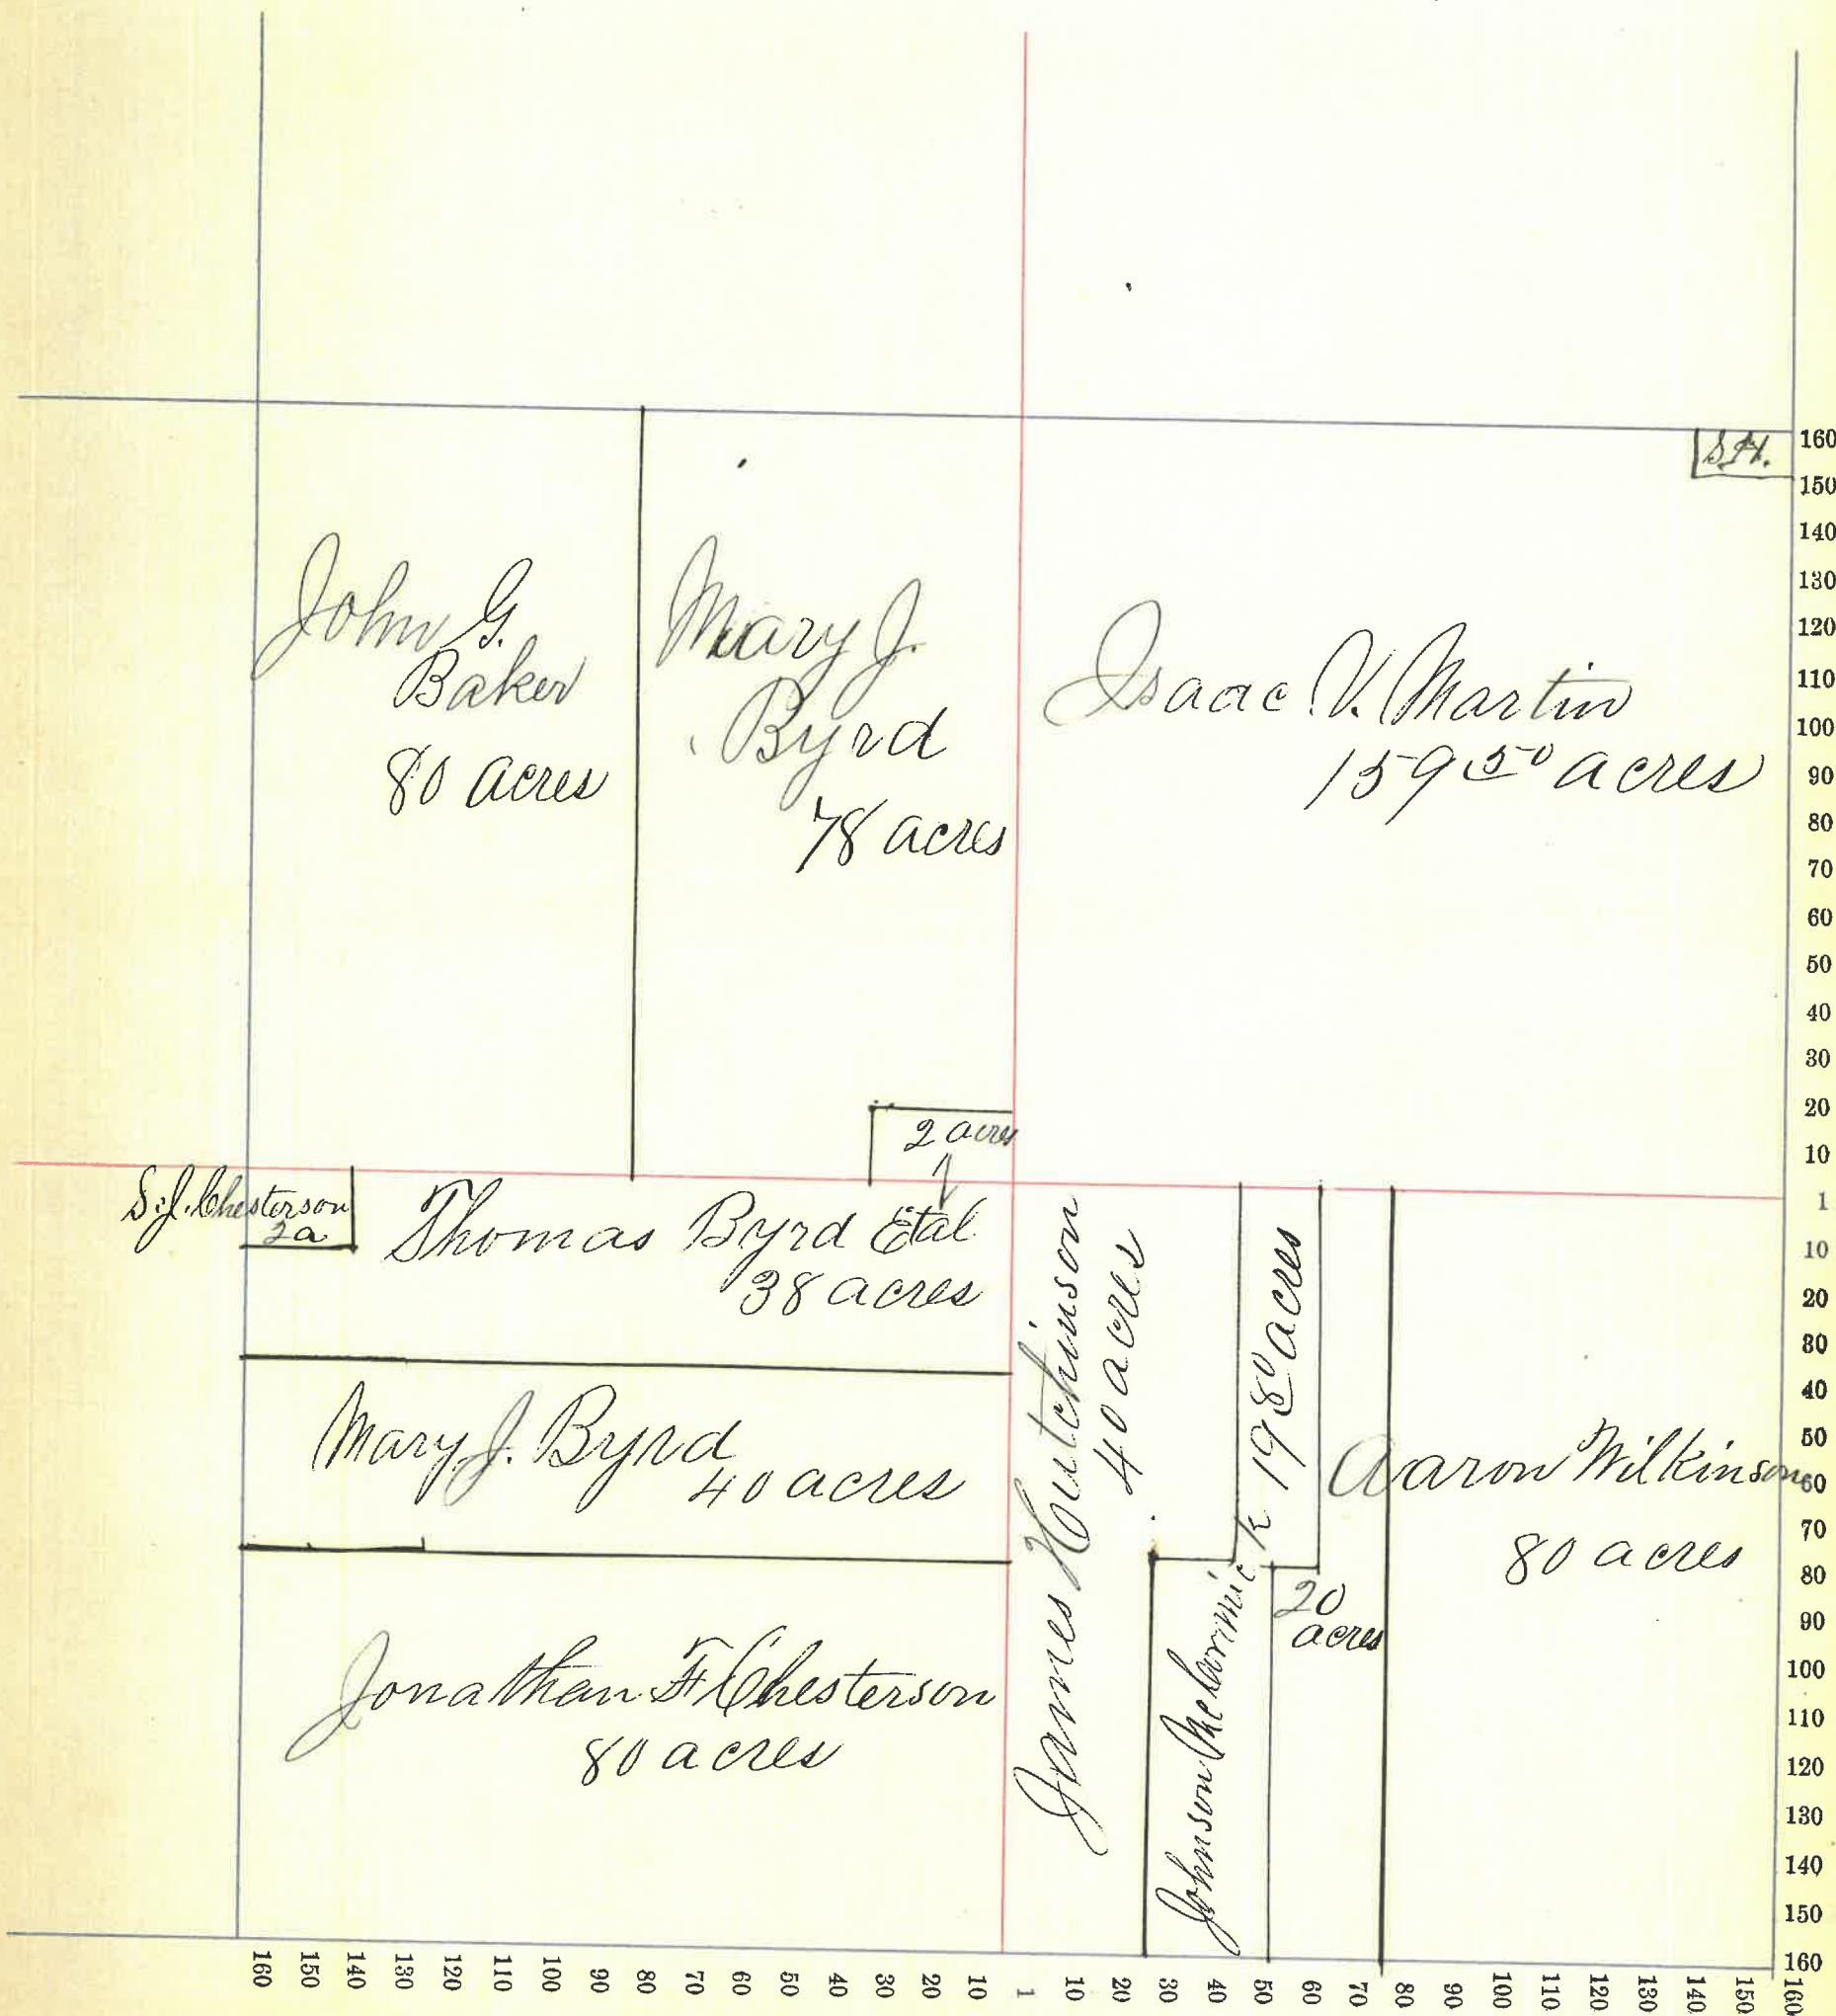 S.H.
John G.
Baker
80 acres
Mary J.
Byrd
78 acres
Isaac V. Martin
159 50 acres
2 acres
S. J. Chesterson
2a
Thomas Byrd Etal
38 acres
Mary J. Byrd
40 acres
Jonathan F Chesterson
80 acres
James Houtchinson
40 acres
Johnson McCormick 19 80 acres
20
acres
Aaron Wilkinson
80 acres
160
150
140
130
120
110
100
90
80
70
60
50
40
30
20
10
1
10
20
30
40
50
60
70
80
90
100
110
120
130
140
150
160
160 150 140 130 120 110 100 90 80 70 60 50 40 30 20 10 1 10 20 30 40 50 60 70 80 90 100 110 120 130 140 150 160